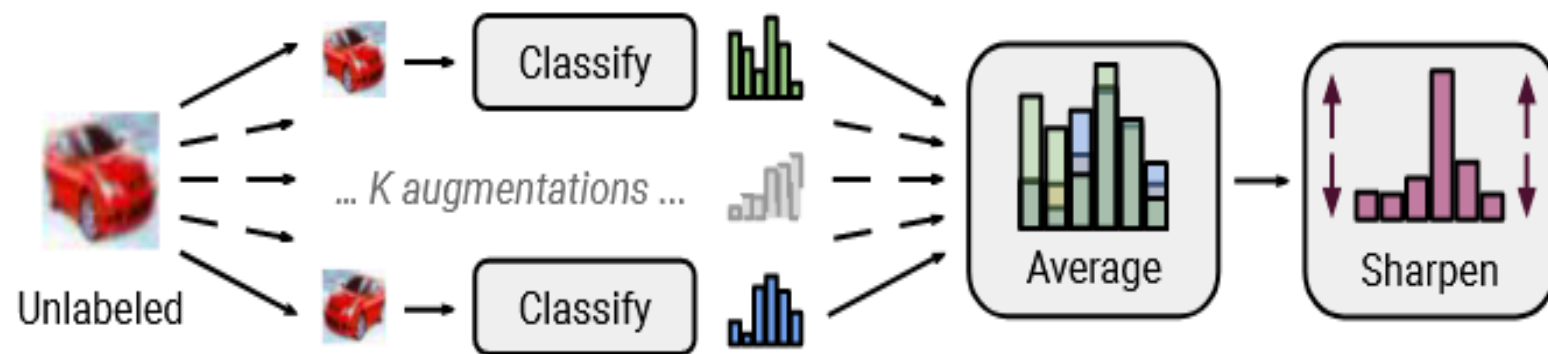 Unlabeled
Classify
... K augmentations ...
Classify
Average
Sharpen